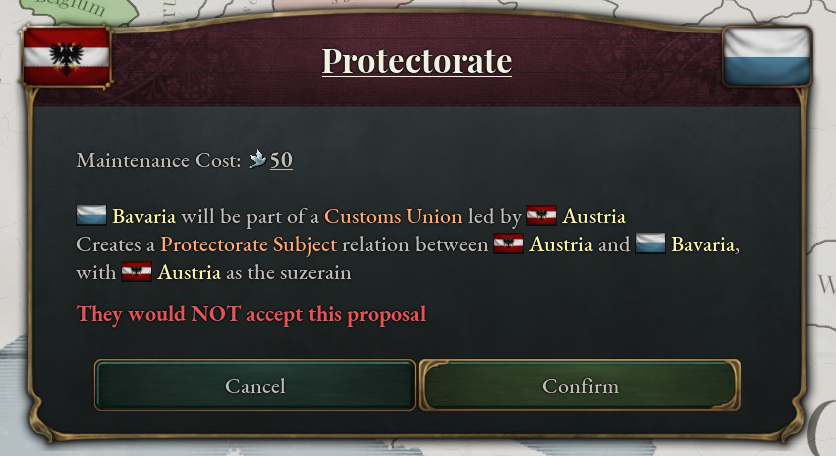 Belgium
Protectorate
Maintenance Cost: 50
Bavaria will be part of a Customs Union led by Austria
Creates a Protectorate Subject relation between Austria and Bavaria,
with Austria as the suzerain
They would NOT accept this proposal
Cancel
Confirm